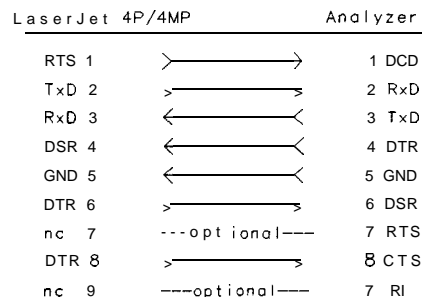 LaserJet 4P/4MP Analyzer
RTS 1 1 DCD
TxD 2 2 RxD
RxD 3 3 TxD
DSR 4 4 DTR
GND 5 5 GND
DTR 6 6 DSR
nc 7 ---optional--- 7 RTS
DTR 8 8 CTS
nc 9 ---optional--- 7 RI